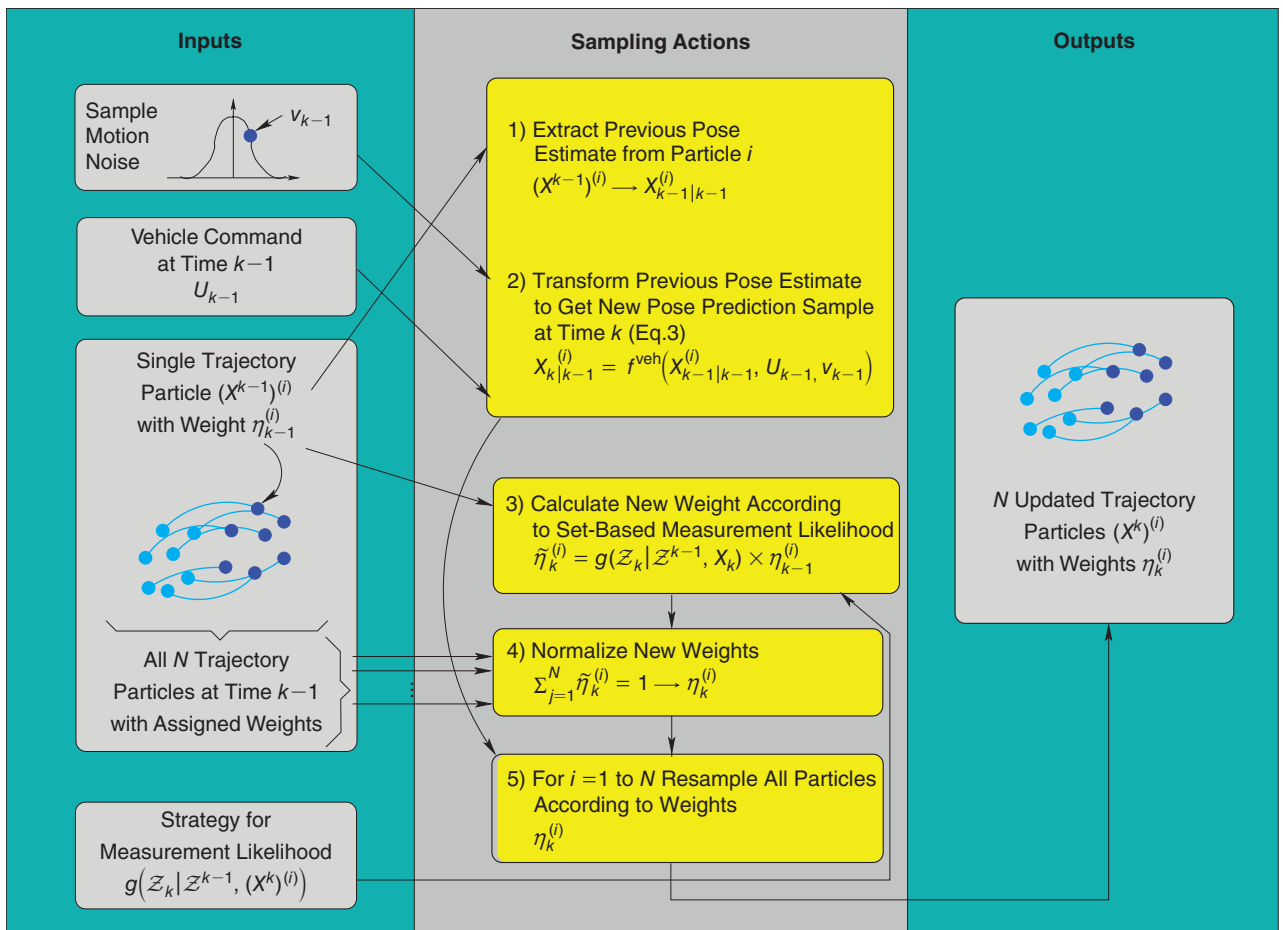 Inputs
Sample
Motion
Noise
v_{k−1}
Vehicle Command
at Time k−1
U_{k−1}
Single Trajectory
Particle (X^{k−1})^{(i)}
with Weight η_{k−1}^{(i)}
All N Trajectory
Particles at Time k−1
with Assigned Weights
...
Strategy for
Measurement Likelihood
g(𝒵_k|𝒵^{k−1}, (X^k)^{(i)})
Sampling Actions
1) Extract Previous Pose
Estimate from Particle i
(X^{k−1})^{(i)} → X_{k−1|k−1}^{(i)}
2) Transform Previous Pose Estimate
to Get New Pose Prediction Sample
at Time k (Eq.3)
X_{k|k−1}^{(i)} = f^{veh}(X_{k−1|k−1}^{(i)}, U_{k−1,} v_{k−1})
3) Calculate New Weight According
to Set-Based Measurement Likelihood
η̃_k^{(i)} = g(𝒵_k|𝒵^{k−1}, X_k) × η_{k−1}^{(i)}
4) Normalize New Weights
Σ_{j=1}^N η̃_k^{(i)} = 1 → η_k^{(i)}
5) For i =1 to N Resample All Particles
According to Weights
η_k^{(i)}
Outputs
N Updated Trajectory
Particles (X^k)^{(i)}
with Weights η_k^{(i)}